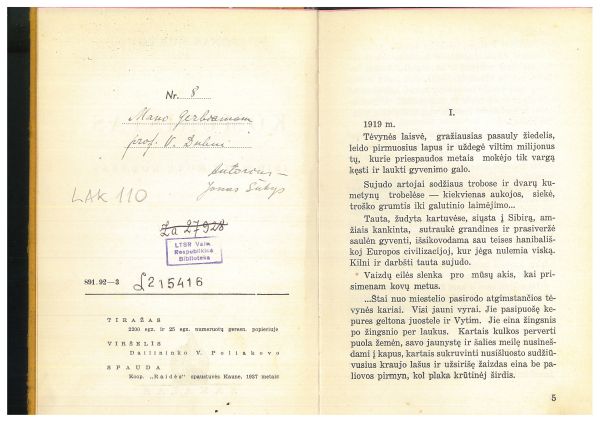 Nr. 8
Mano Gerbiamam
prof. V. Dubui
Autorius –
Jonas Šukys
LAK 110
La 27928
LTSR Vals.
Respublikinė
Biblioteka
891.92—3 L215416
TIRAŽAS
2200 egz. ir 25 egz. numeruotų geresn. popieriuje
VIRŠELIS
Dailininko V. Poliakovo
SPAUDA
Koop. „Raidės" spaustuvės Kaune, 1937 metais
I.
1919 m.
Tėvynės laisvė, gražiausias pasauly žiedelis,
leido pirmuosius lapus ir uždegė viltim milijonus
tų, kurie priespaudos metais mokėjo tik vargą
kęsti ir laukti gyvenimo galo.
Sujudo artojai sodžiaus trobose ir dvarų ku-
metynų trobelėse — kiekvienas aukojos, siekė,
troško grumtis iki galutinio laimėjimo...
Tauta, žudyta kartuvėse, siųsta į Sibirą, am-
žiais kankinta, sutraukė grandines ir prasiveržė
saulėn gyventi, išsikovodama sau teises hanibališ-
koj Europos civilizacijoj, kur jėga nulemia viską.
Kilni ir darbšti tauta sujudo.
Vaizdų eilės slenka pro mūsų akis, kai pri-
simenam kovų metus.
...Štai nuo miestelio pasirodo atgimstančios tė-
vynės kariai. Visi jauni vyrai. Jie pasipuošę ke-
pures geltona juostele ir Vytim. Jie eina žingsnis
po žingsnio per laukus. Kartais kulkos perverti
puola žemėn, savo jaunystę ir šalies meilę nusineš-
dami į kapus, kartais sukruvinti nusišluosto sudžiū-
vusius kraujo lašus ir užsirišę žaizdas eina be pa-
liovos pirmyn, kol plaka krūtinėj širdis.
5